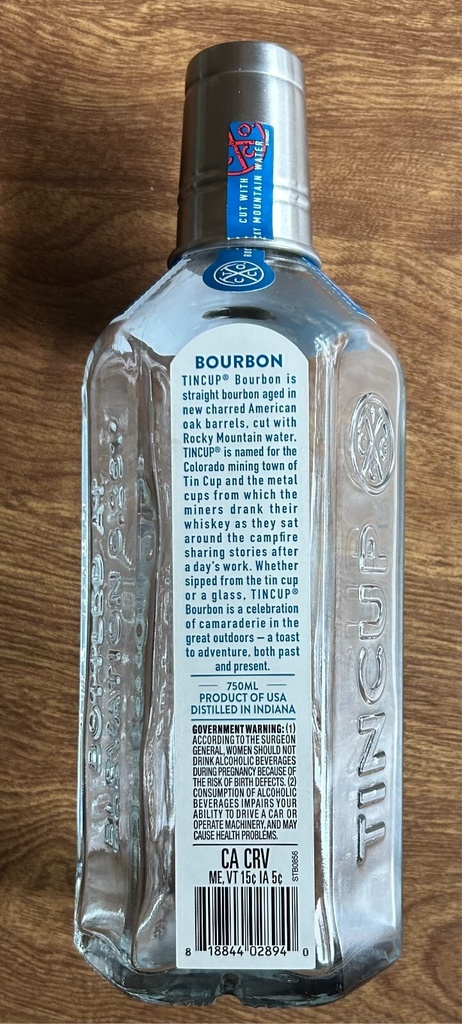 CUT WITH
KY MOUNTAIN WATER
BOURBON
TINCUP® Bourbon is
straight bourbon aged in
new charred American
oak barrels, cut with
Rocky Mountain water.
TINCUP® is named for the
Colorado mining town of
Tin Cup and the metal
cups from which the
miners drank their
whiskey as they sat
around the campfire
sharing stories after
a day's work. Whether
sipped from the tin cup
or a glass, TINCUP®
Bourbon is a celebration
of camaraderie in the
great outdoors – a toast
to adventure, both past
and present.
750ML
PRODUCT OF USA
DISTILLED IN INDIANA
GOVERNMENT WARNING: (1)
ACCORDING TO THE SURGEON
GENERAL, WOMEN SHOULD NOT
DRINK ALCOHOLIC BEVERAGES
DURING PREGNANCY BECAUSE OF
THE RISK OF BIRTH DEFECTS. (2)
CONSUMPTION OF ALCOHOLIC
BEVERAGES IMPAIRS YOUR
ABILITY TO DRIVE A CAR OR
OPERATE MACHINERY, AND MAY
CAUSE HEALTH PROBLEMS.
CA CRV
ME, VT 15¢ IA 5¢
STB0856
8 18844 02894 0
TINCUP
BOTTLED AT
ELEVATION 5,251'